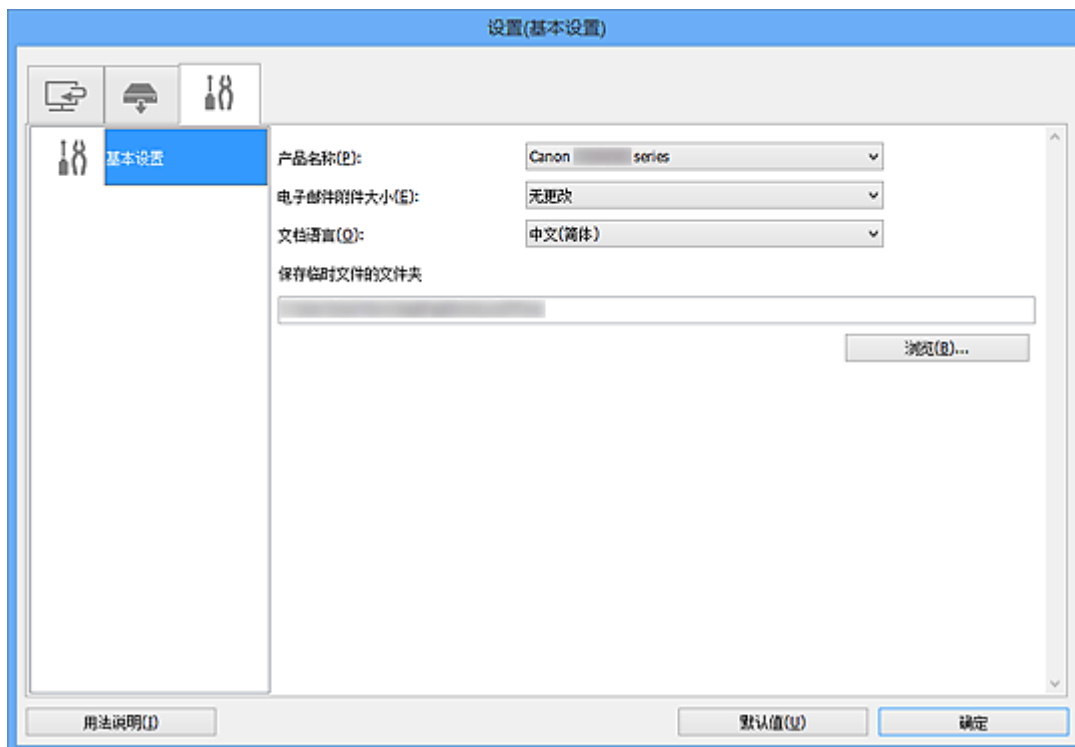 设置(基本设置)
基本设置
产品名称(P):
Canon series
电子邮件附件大小(E):
无更改
文档语言(O):
中文(简体)
保存临时文件的文件夹
浏览(B)...
用法说明(I)
默认值(U)
确定